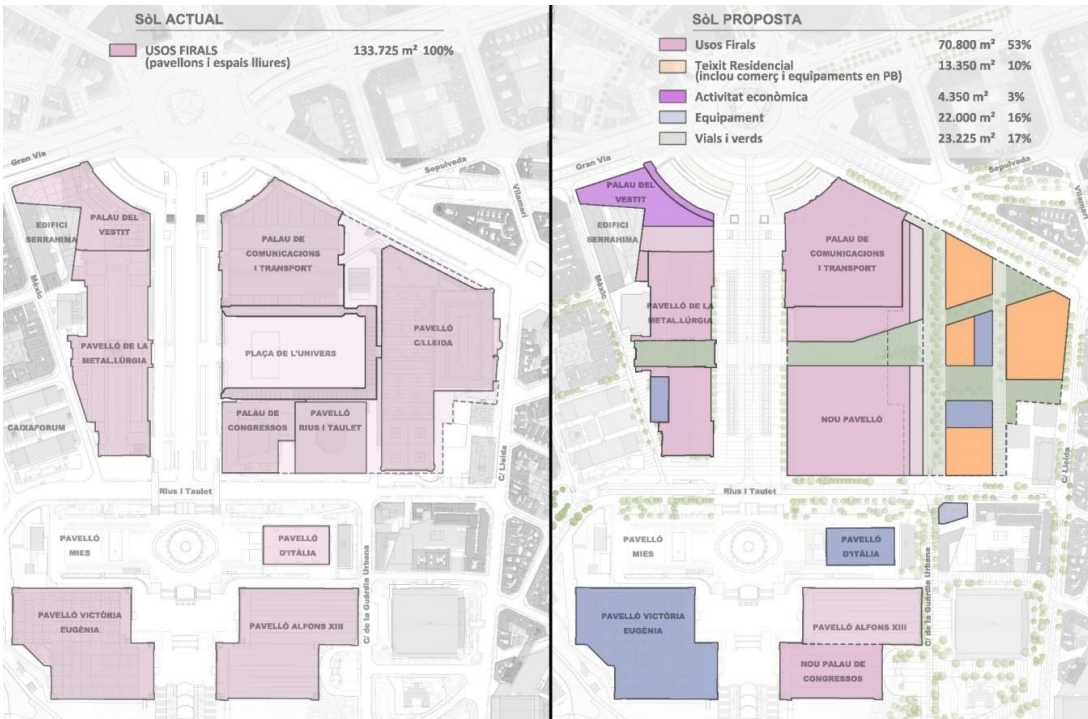 SòL ACTUAL
USOS FIRALS 133.725 m² 100%
(pavellons i espais lliures)
Gran Via
Sepulveda
Vilamarí
PALAU DEL
VESTIT
EDIFICI
SERRAHIMA
Mèxic
PALAU DE
COMUNICACIONS
I TRANSPORT
PAVELLÓ
C/LLEIDA
PAVELLÓ DE LA
METAL.LÚRGIA
PLAÇA DE L'UNIVERS
CAIXAFORUM
PALAU DE
CONGRESSOS
PAVELLÓ
RIUS I TAULET
C/ Lleida
Rius i Taulet
PAVELLÓ
MIES
PAVELLÓ
D'ITÀLIA
C/ de la Guàrdia Urbana
PAVELLÓ VICTÒRIA
EUGÈNIA
PAVELLÓ ALFONS XIII
SòL PROPOSTA
Usos Firals 70.800 m² 53%
Teixit Residencial 13.350 m² 10%
(inclou comerç i equipaments en PB)
Activitat econòmica 4.350 m² 3%
Equipament 22.000 m² 16%
Vials i verds 23.225 m² 17%
Gran Via
Sepulveda
PALAU DEL
VESTIT
EDIFICI
SERRAHIMA
Mèxic
PALAU DE
COMUNICACIONS
I TRANSPORT
PAVELLÓ DE LA
METAL.LÚRGIA
NOU PAVELLÓ
C/ Lleida
Rius i Taulet
PAVELLÓ
MIES
PAVELLÓ
D'ITÀLIA
C/ de la Guàrdia Urbana
PAVELLÓ VICTÒRIA
EUGÈNIA
PAVELLÓ ALFONS XIII
NOU PALAU DE
CONGRESSOS